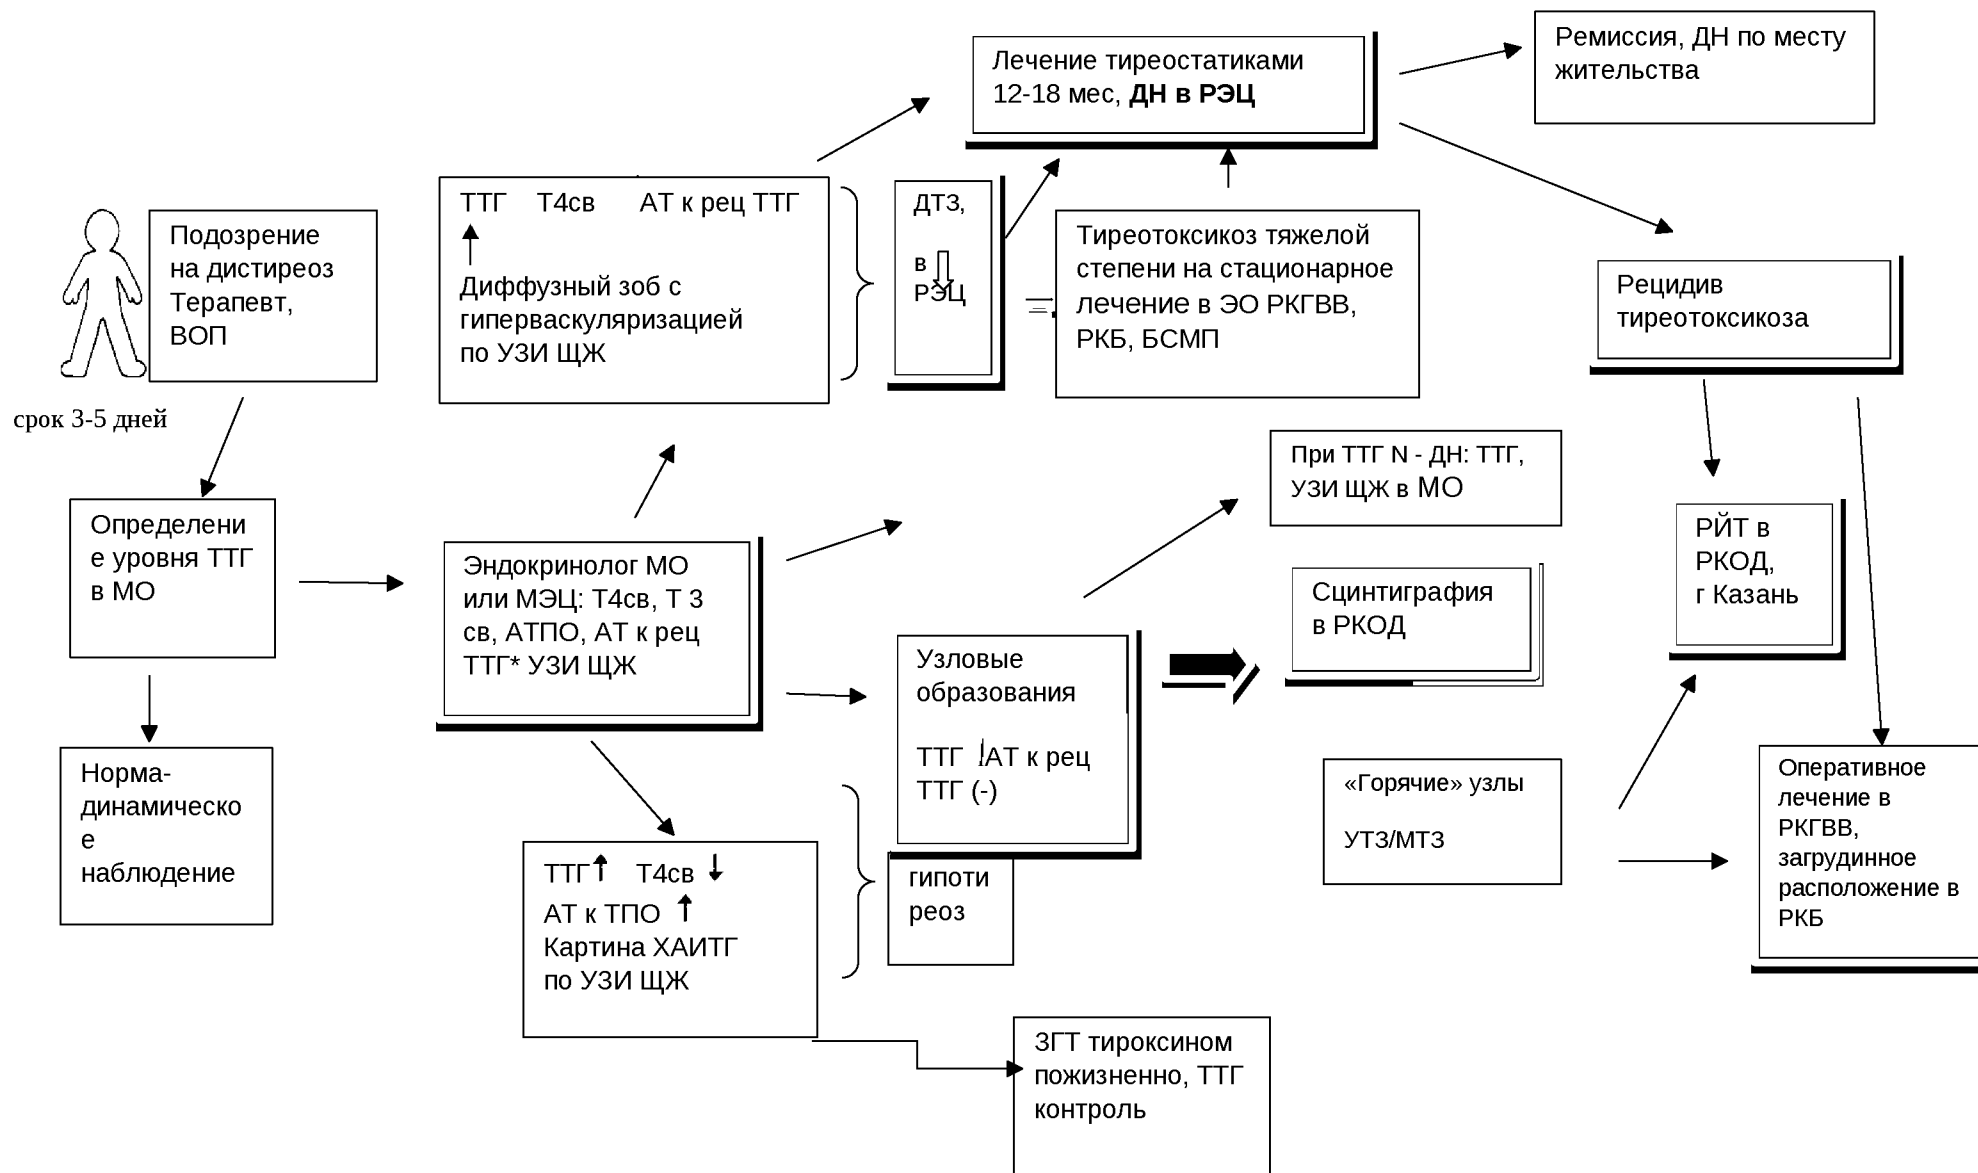 Лечение тиреостатиками
12-18 мес, ДН в РЭЦ
Ремиссия, ДН по месту
жительства
ТТГ Т4св АТ к рец ТТГ
Диффузный зоб с
гиперваскуляризацией
по УЗИ ЩЖ
ДТЗ,
в
РЭЦ
Тиреотоксикоз тяжелой
степени на стационарное
лечение в ЭО РКГВВ,
РКБ, БСМП
Подозрение
на дистиреоз
Терапевт,
ВОП
срок 3-5 дней
Рецидив
тиреотоксикоза
При ТТГ N - ДН: ТТГ,
УЗИ ЩЖ в МО
Определени
е уровня ТТГ
в МО
Эндокринолог МО
или МЭЦ: Т4св, Т 3
св, АТПО, АТ к рец
ТТГ* УЗИ ЩЖ
Сцинтиграфия
в РКОД
РЙТ в
РКОД,
г Казань
Узловые
образования
ТТГ АТ к рец
ТТГ (-)
Норма-
динамическо
е
наблюдение
«Горячие» узлы
УТЗ/МТЗ
Оперативное
лечение в
РКГВВ,
загрудинное
расположение в
РКБ
ТТГ↑ Т4св ↓
АТ к ТПО ↑
Картина ХАИТГ
по УЗИ ЩЖ
гипоти
реоз
ЗГТ тироксином
пожизненно, ТТГ
контроль